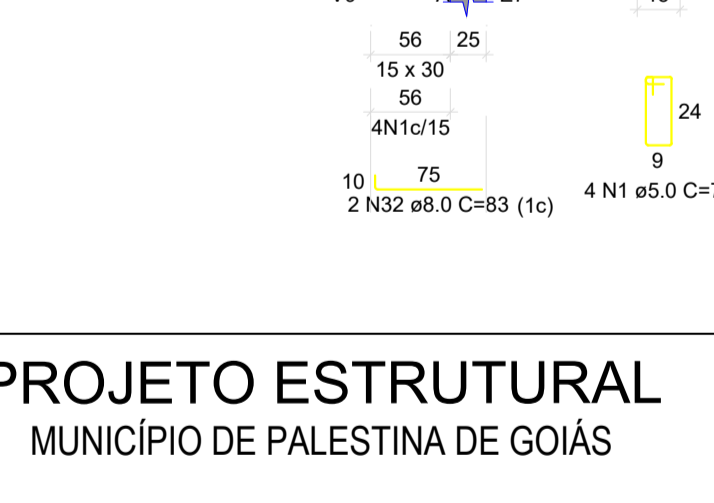 56 25
15 x 30
56
4N1c/15
10 75
2 N32 ø8.0 C=83 (1c)
24
9
4 N1 ø5.0
PROJETO ESTRUTURAL
MUNICÍPIO DE PALESTINA DE GOIÁS